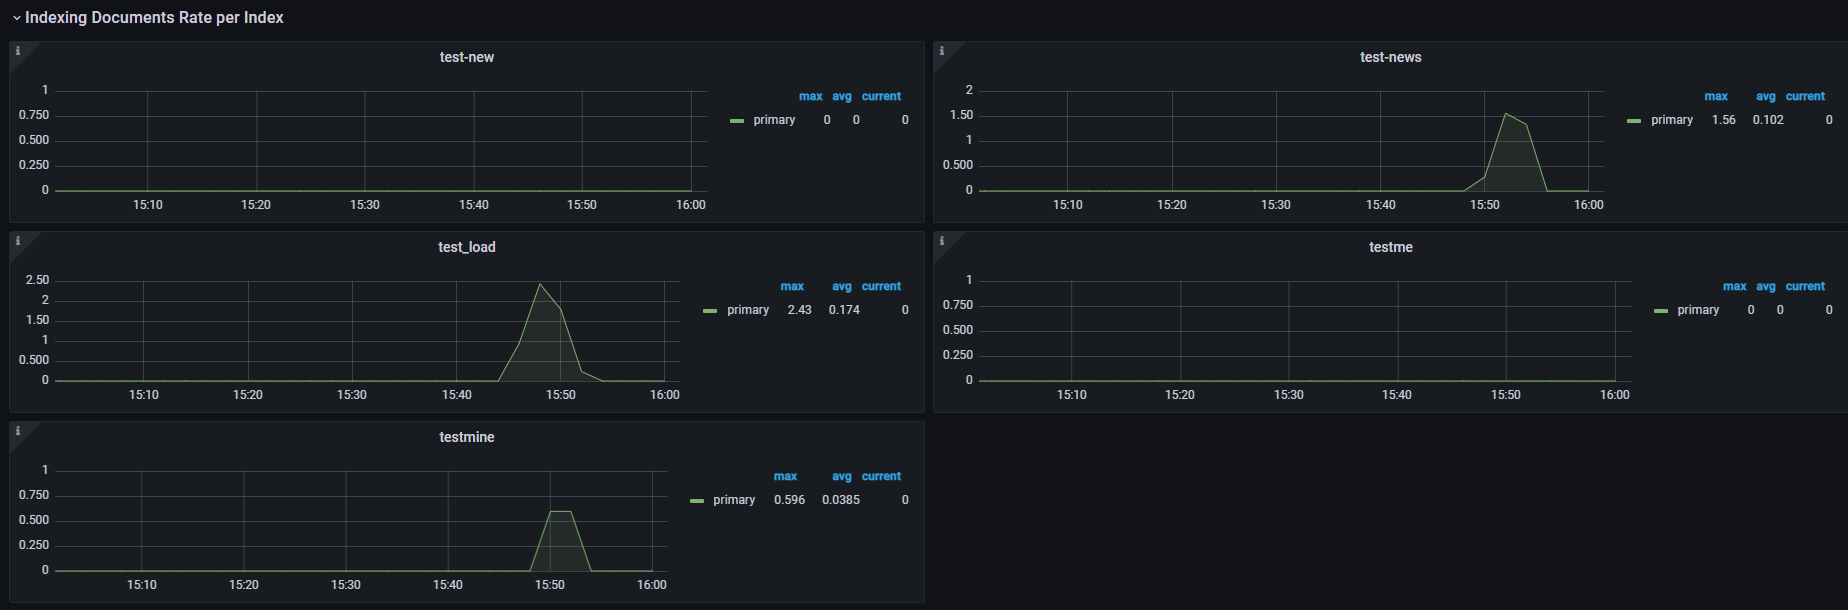 Indexing Documents Rate per Index
i
test-new
1
0.750
0.500
0.250
0
15:10 15:20 15:30 15:40 15:50 16:00
max avg current
primary 0 0 0
i
test-news
2
1.50
1
0.500
0
15:10 15:20 15:30 15:40 15:50 16:00
max avg current
primary 1.56 0.102 0
i
test_load
2.50
2
1.50
1
0.500
0
15:10 15:20 15:30 15:40 15:50 16:00
max avg current
primary 2.43 0.174 0
i
testme
1
0.750
0.500
0.250
0
15:10 15:20 15:30 15:40 15:50 16:00
max avg current
primary 0 0 0
i
testmine
1
0.750
0.500
0.250
0
15:10 15:20 15:30 15:40 15:50 16:00
max avg current
primary 0.596 0.0385 0